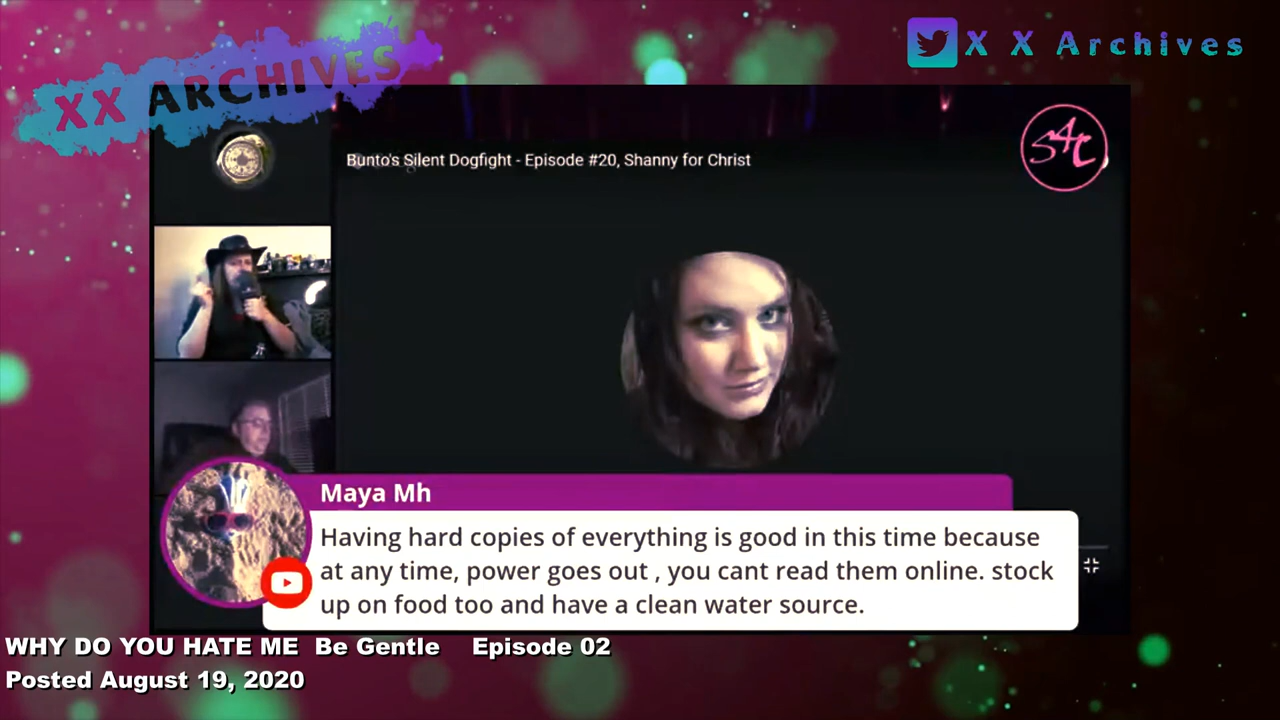 XX ARCHIVES
X X Archives
Bunto's Silent Dogfight - Episode #20, Shanny for Christ
S4C
Maya Mh
Having hard copies of everything is good in this time because
at any time, power goes out , you cant read them online. stock
up on food too and have a clean water source.
WHY DO YOU HATE ME Be Gentle Episode 02
Posted August 19, 2020